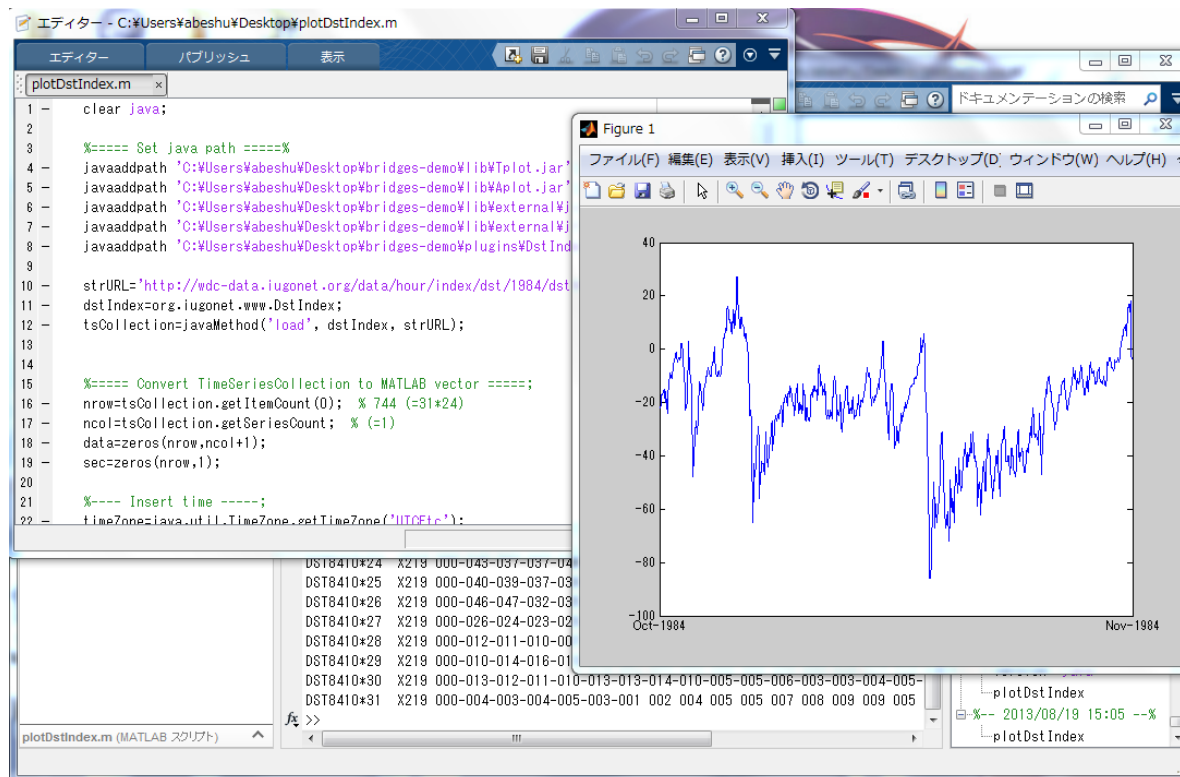 エディター - C:¥Users¥abeshu¥Desktop¥plotDstIndex.m
エディター パブリッシュ 表示
plotDstIndex.m ×
1 - clear java;
2
3 %===== Set java path =====%
4 - javaaddpath 'C:¥Users¥abeshu¥Desktop¥bridges-demo¥lib¥Tplot.jar'
5 - javaaddpath 'C:¥Users¥abeshu¥Desktop¥bridges-demo¥lib¥Aplot.jar'
6 - javaaddpath 'C:¥Users¥abeshu¥Desktop¥bridges-demo¥lib¥external¥j
7 - javaaddpath 'C:¥Users¥abeshu¥Desktop¥bridges-demo¥lib¥external¥j
8 - javaaddpath 'C:¥Users¥abeshu¥Desktop¥bridges-demo¥plugins¥DstInd
9
10 - strURL='http://wdc-data.iugonet.org/data/hour/index/dst/1984/dst
11 - dstIndex=org.iugonet.www.DstIndex;
12 - tsCollection=javaMethod('load', dstIndex, strURL);
13
14
15 %===== Convert TimeSeriesCollection to MATLAB vector =====;
16 - nrow=tsCollection.getItemCount(0); % 744 (=31*24)
17 - ncol=tsCollection.getSeriesCount; % (=1)
18 - data=zeros(nrow,ncol+1);
19 - sec=zeros(nrow,1);
20
21 %---- Insert time -----;
22 - timeZone=java.util.TimeZone.getTimeZone('UTCEtc');
ドキュメンテーションの検索
Figure 1
ファイル(F) 編集(E) 表示(V) 挿入(I) ツール(T) デスクトップ(D) ウィンドウ(W) ヘルプ(H)
40
20
0
-20
-40
-60
-80
-100
Oct-1984 Nov-1984
DST8410*24 X219 000-043-037-037-04
DST8410*25 X219 000-040-039-037-03
DST8410*26 X219 000-046-047-032-03
DST8410*27 X219 000-026-024-023-02
DST8410*28 X219 000-012-011-010-00
DST8410*29 X219 000-010-014-016-01
DST8410*30 X219 000-013-012-011-010-013-013-014-010-005-005-006-003-003-004-005-
DST8410*31 X219 000-004-003-004-005-003-001 002 004 005 005 007 008 009 009 005
fx >>
plotDstIndex.m (MATLAB スクリプト)
plotDstIndex
%-- 2013/08/19 15:05 --%
plotDstIndex